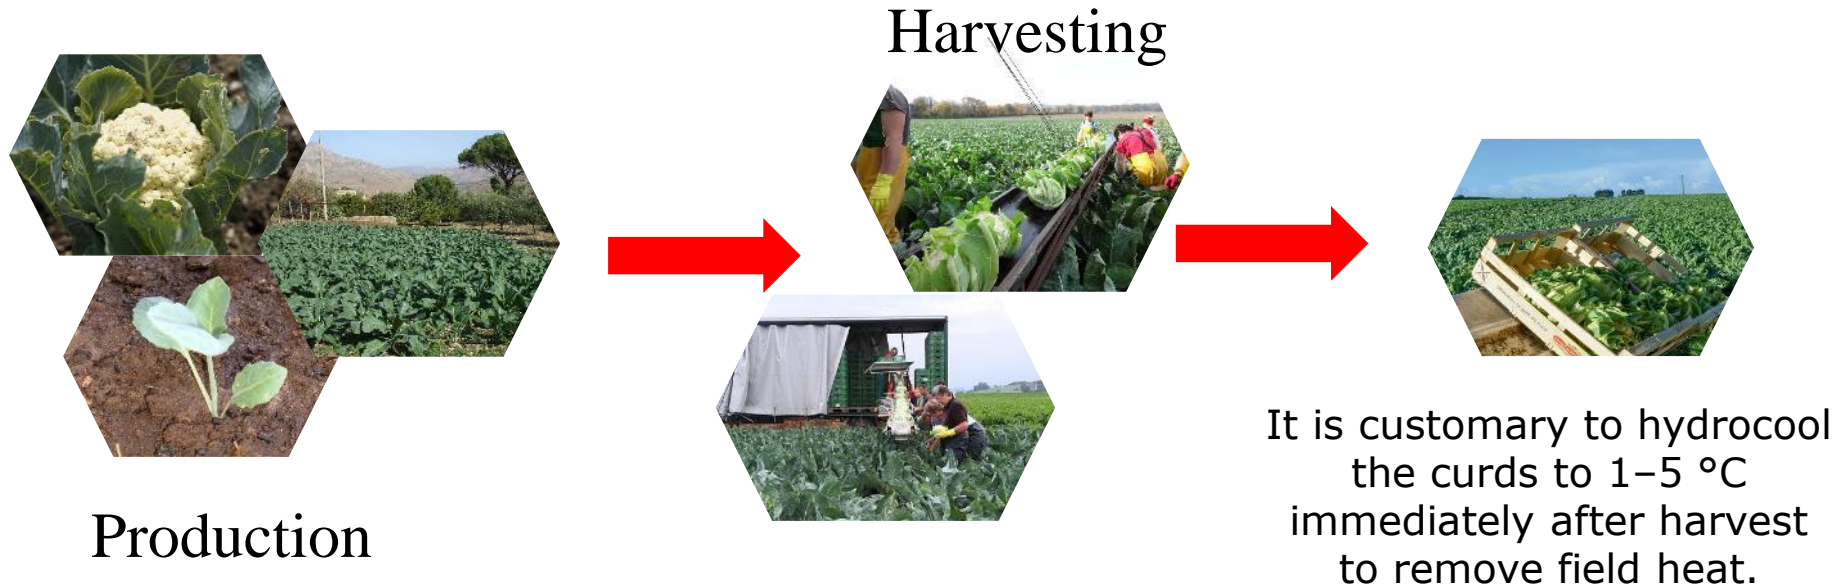 Harvesting
Production
It is customary to hydrocool
the curds to 1–5 °C
immediately after harvest
to remove field heat.